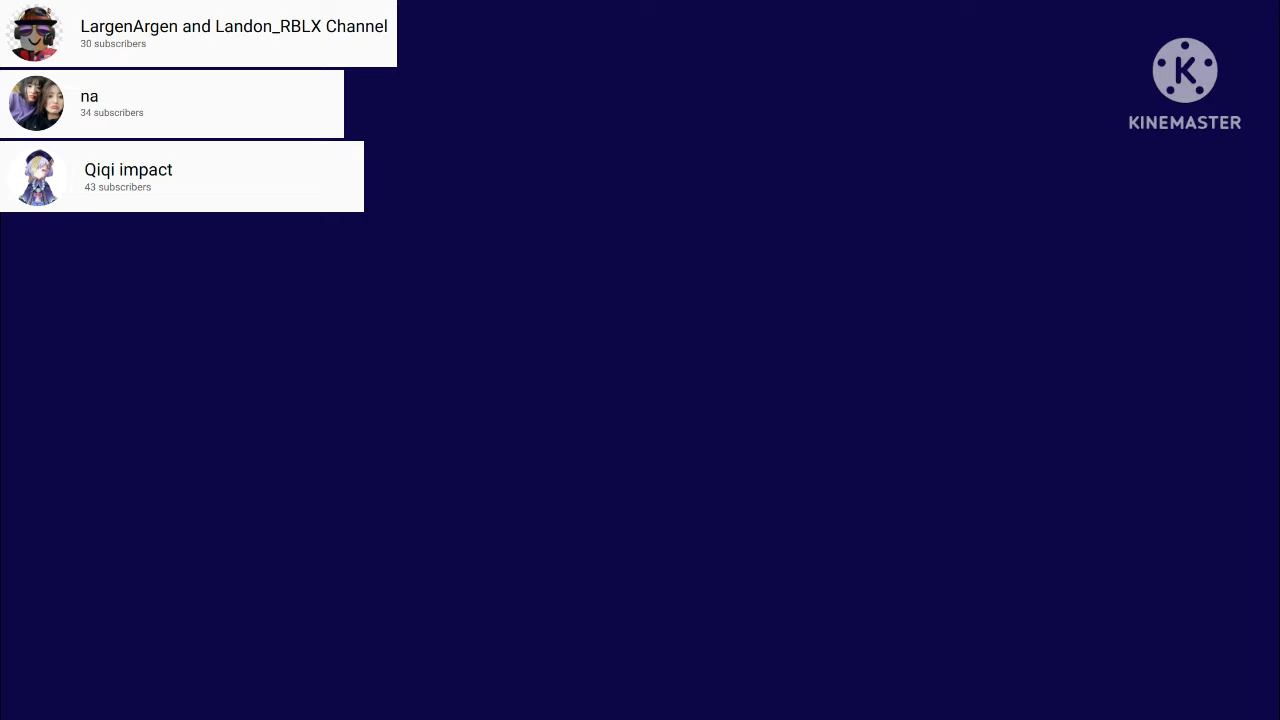 LargenArgen and Landon_RBLX Channel
30 subscribers
na
34 subscribers
Qiqi impact
43 subscribers
K
KINEMASTER